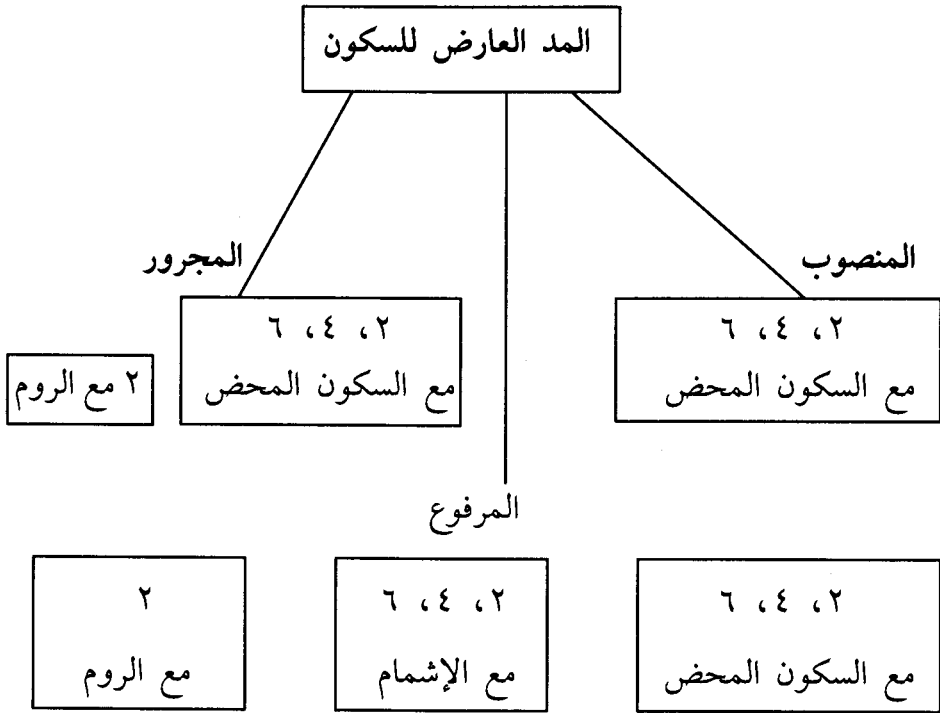 المد العارض للسكون
المنصوب
المجرور
٢، ٤، ٦
مع السكون المحض
٢، ٤، ٦
مع السكون المحض
٢ مع الروم
المرفوع
٢، ٤، ٦
مع السكون المحض
٢، ٤، ٦
مع الإشمام
٢
مع الروم